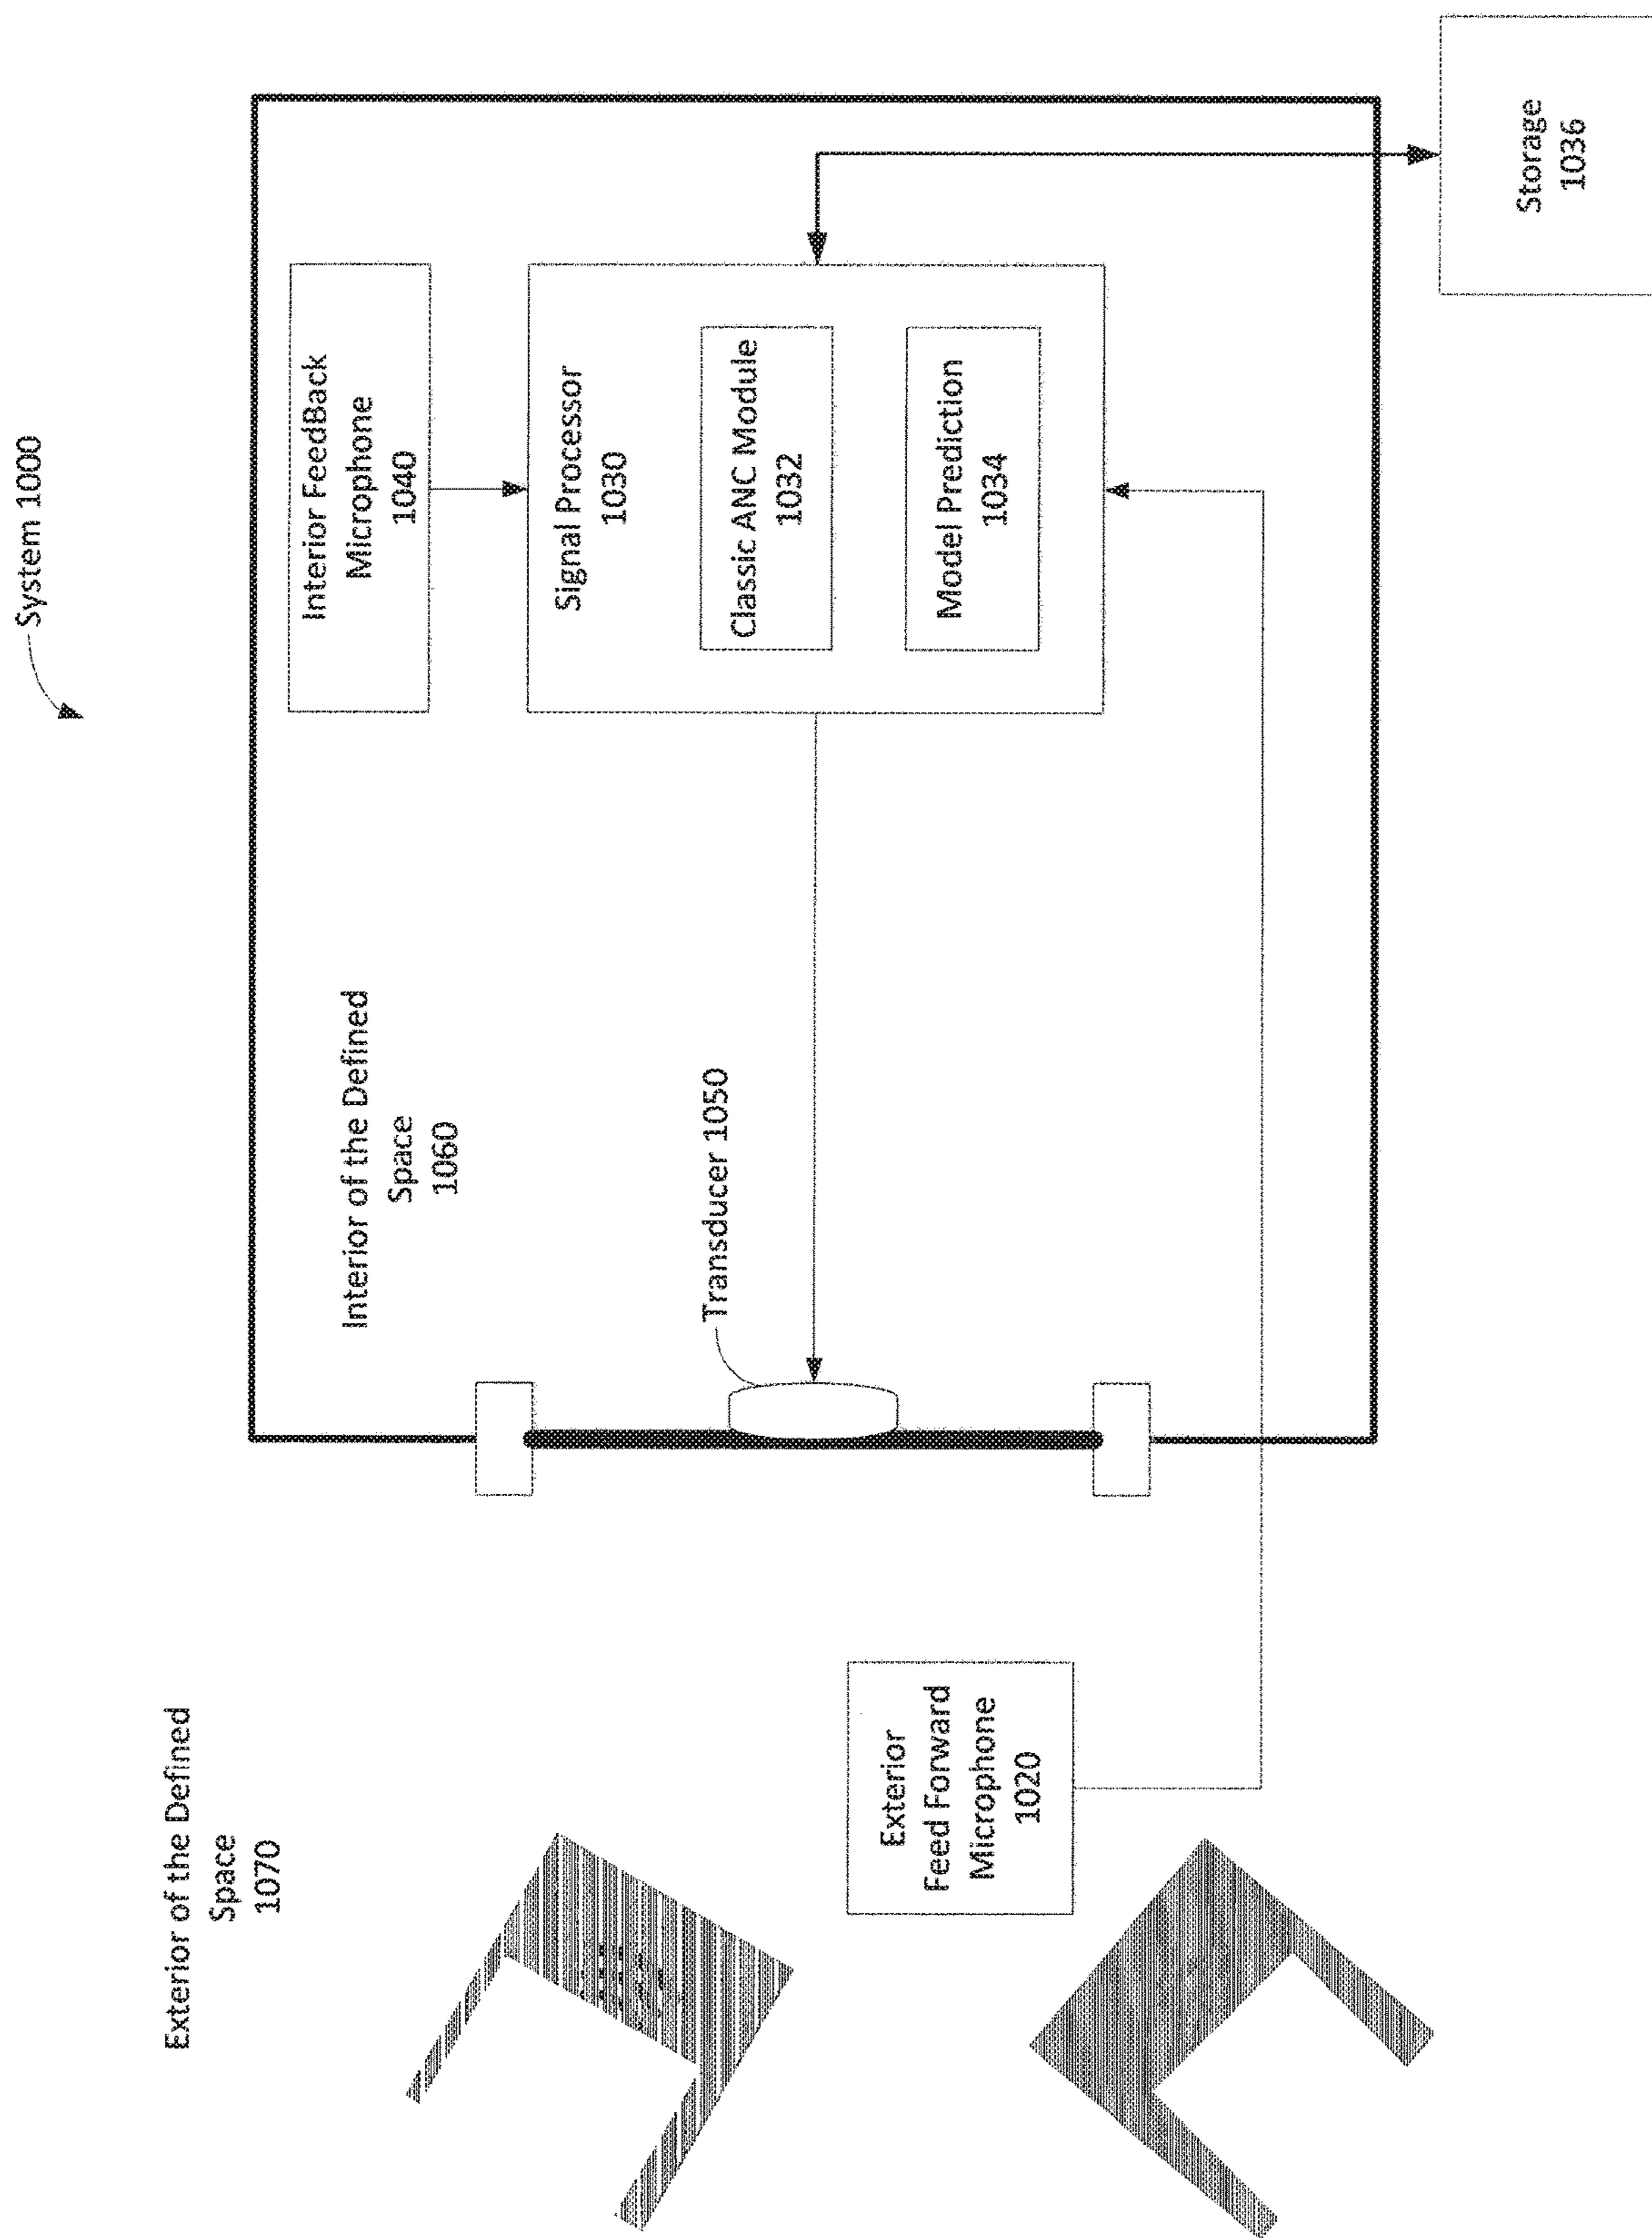 System 1000
Exterior of the Defined
Space
1070
Interior of the Defined
Space
1060
Interior FeedBack
Microphone
1040
Signal Processor
1030
Classic ANC Module
1032
Model Prediction
1034
Transducer 1050
Exterior
Feed Forward
Microphone
1020
Storage
1036